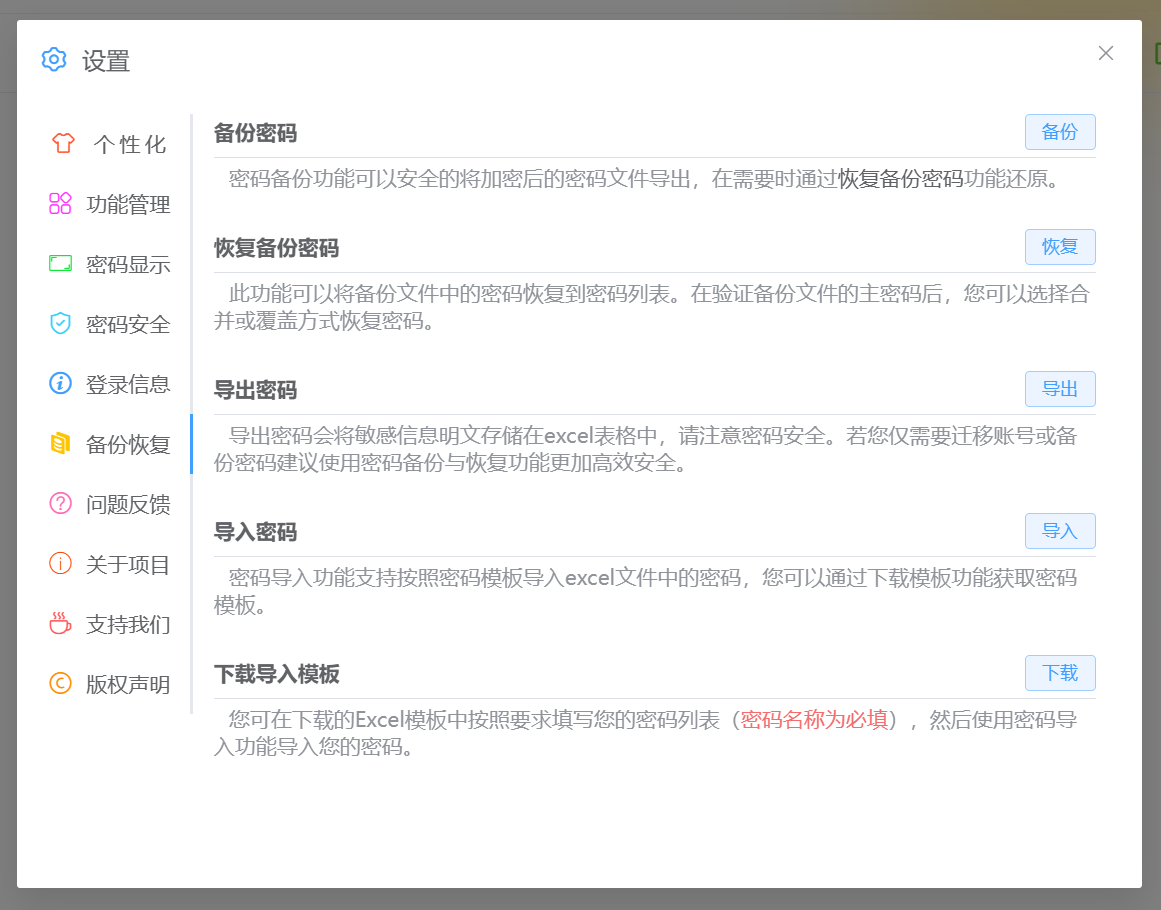 设置
个性化
功能管理
密码显示
密码安全
登录信息
备份恢复
问题反馈
关于项目
支持我们
版权声明
备份密码
备份
密码备份功能可以安全的将加密后的密码文件导出，在需要时通过恢复备份密码功能还原。
恢复备份密码
恢复
此功能可以将备份文件中的密码恢复到密码列表。在验证备份文件的主密码后，您可以选择合
并或覆盖方式恢复密码。
导出密码
导出
导出密码会将敏感信息明文存储在excel表格中，请注意密码安全。若您仅需要迁移账号或备
份密码建议使用密码备份与恢复功能更加高效安全。
导入密码
导入
密码导入功能支持按照密码模板导入excel文件中的密码，您可以通过下载模板功能获取密码
模板。
下载导入模板
下载
您可在下载的Excel模板中按照要求填写您的密码列表（密码名称为必填），然后使用密码导
入功能导入您的密码。